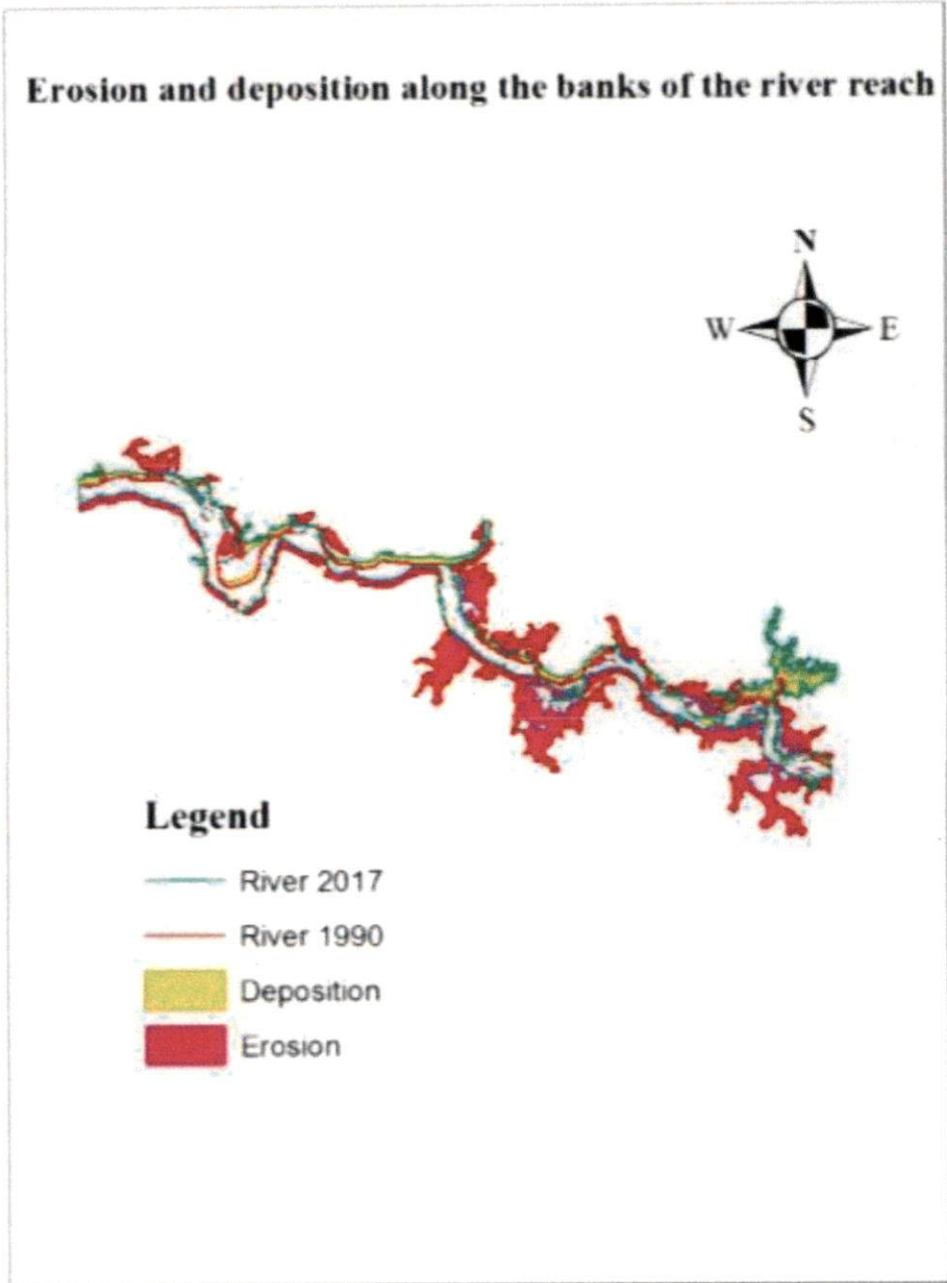 Erosion and deposition along the banks of the river reach
N
W E
S
Legend
River 2017
River 1990
Deposition
Erosion